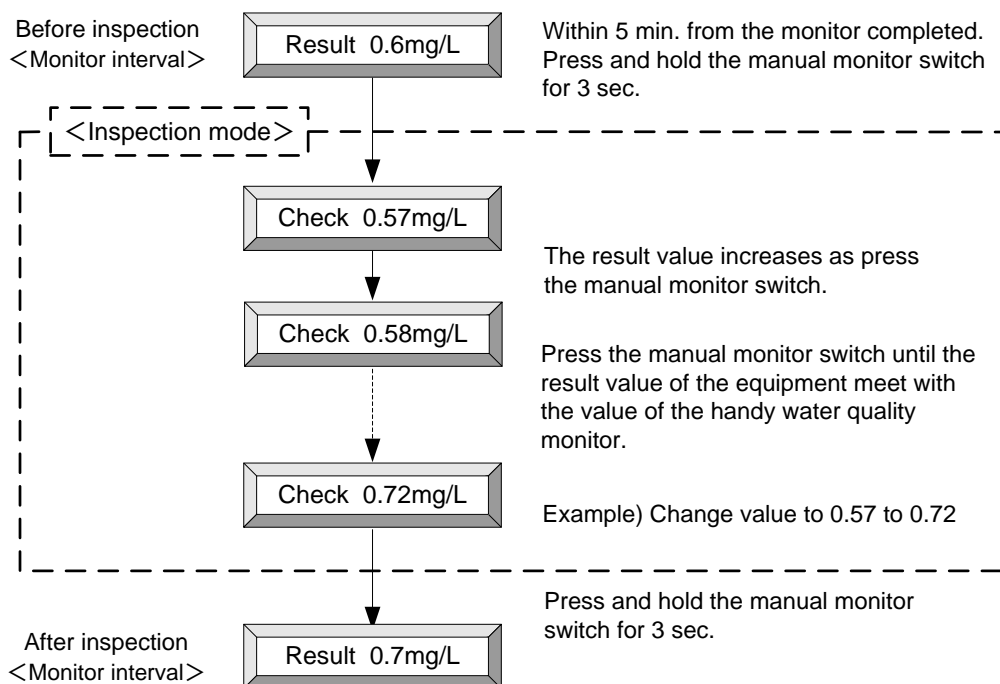 Before inspection
＜Monitor interval＞
Result 0.6mg/L
Within 5 min. from the monitor completed.
Press and hold the manual monitor switch
for 3 sec.
＜Inspection mode＞
Check 0.57mg/L
The result value increases as press
the manual monitor switch.
Check 0.58mg/L
Press the manual monitor switch until the
result value of the equipment meet with
the value of the handy water quality
monitor.
Check 0.72mg/L
Example) Change value to 0.57 to 0.72
Press and hold the manual monitor
switch for 3 sec.
After inspection
＜Monitor interval＞
Result 0.7mg/L